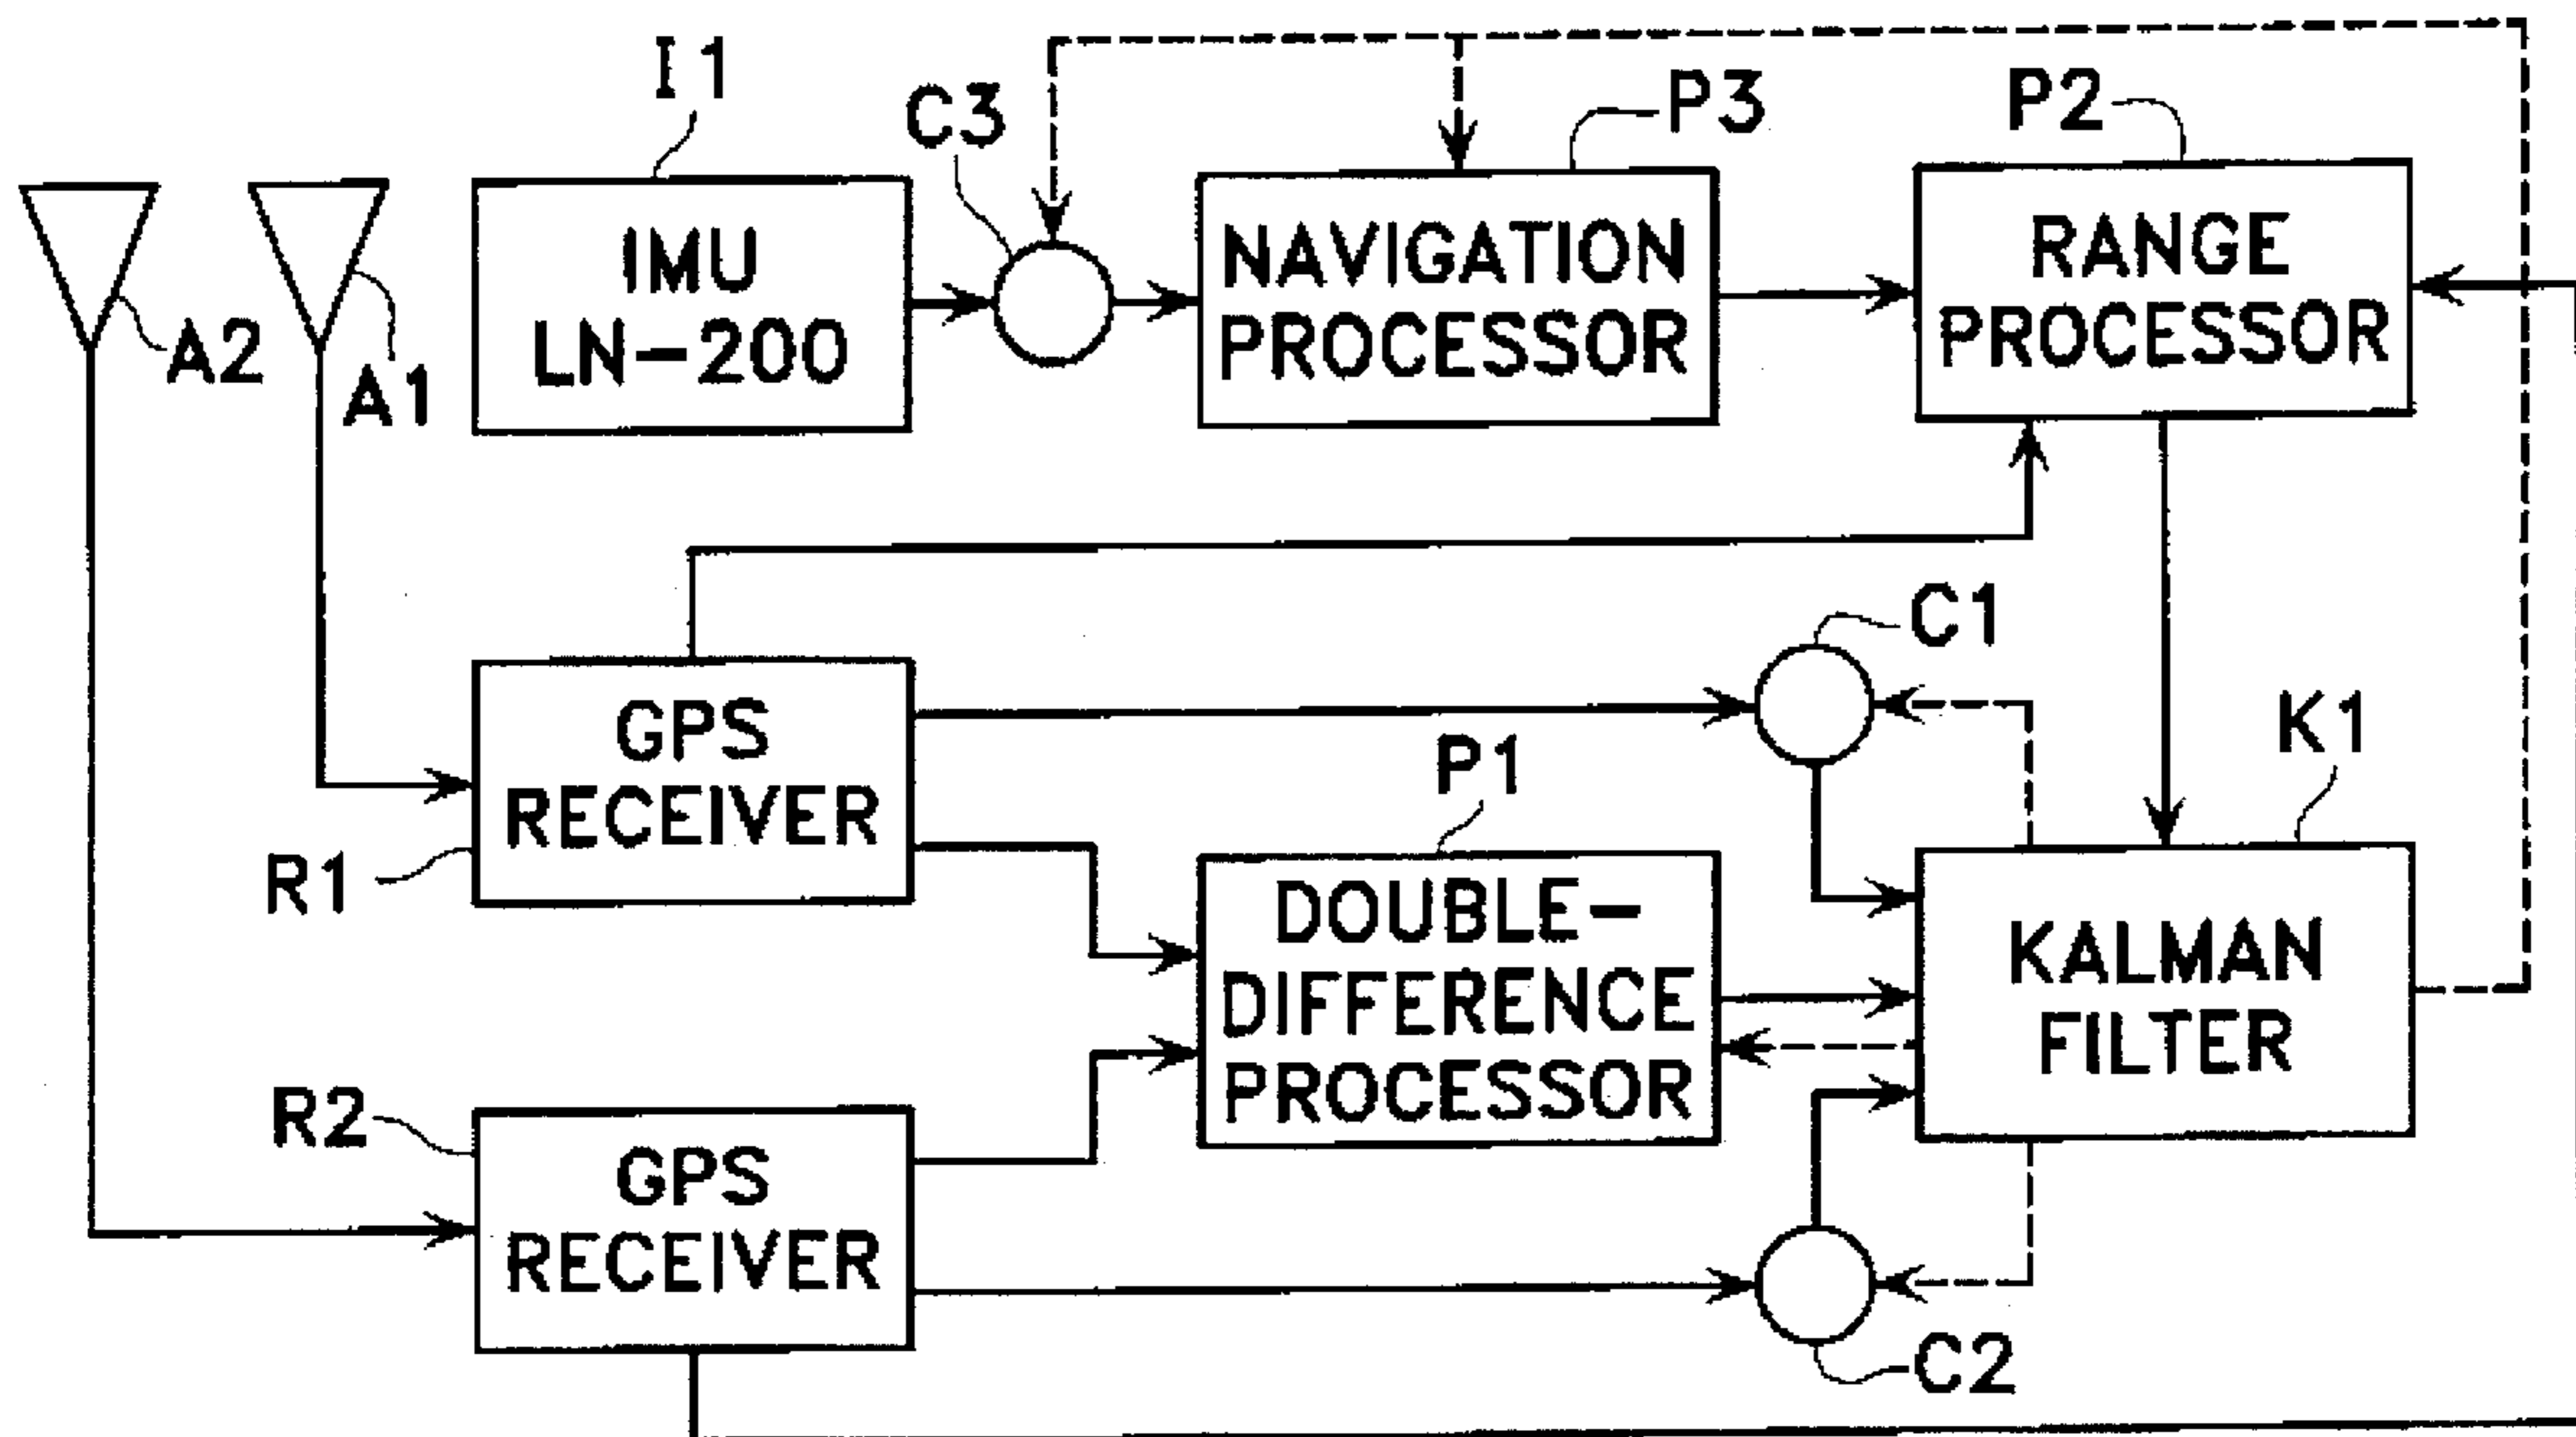 I1
C3
P3
P2
A2
A1
IMU
LN-200
NAVIGATION
PROCESSOR
RANGE
PROCESSOR
C1
K1
P1
R1
GPS
RECEIVER
DOUBLE-
DIFFERENCE
PROCESSOR
KALMAN
FILTER
R2
GPS
RECEIVER
C2